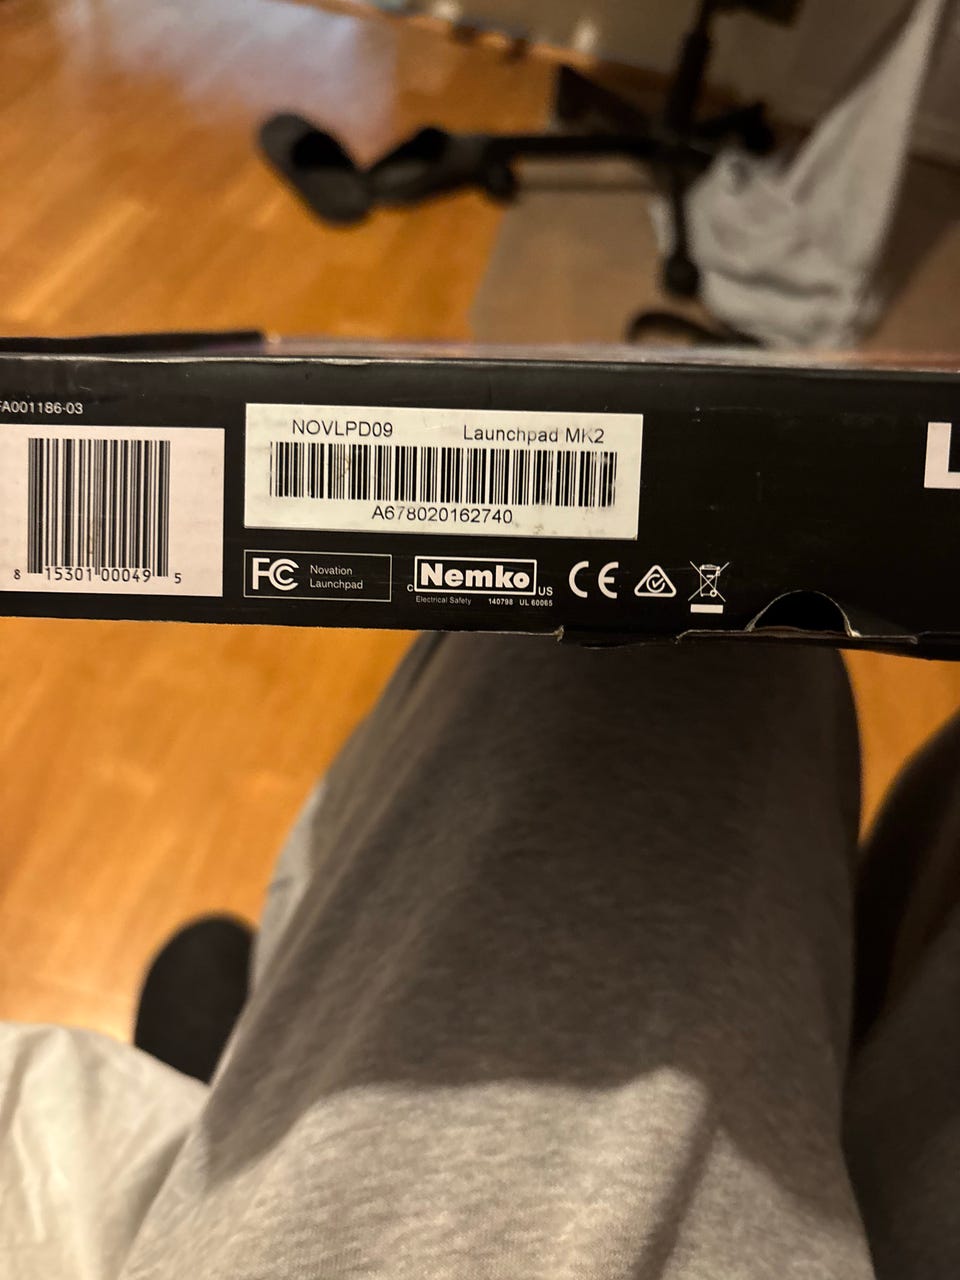 FA001186-03
8 15301 00049 5
NOVLPD09 Launchpad MK2
A678020162740
FC Novation
Launchpad
c Nemko US
Electrical Safety 140798 UL 60065
CE